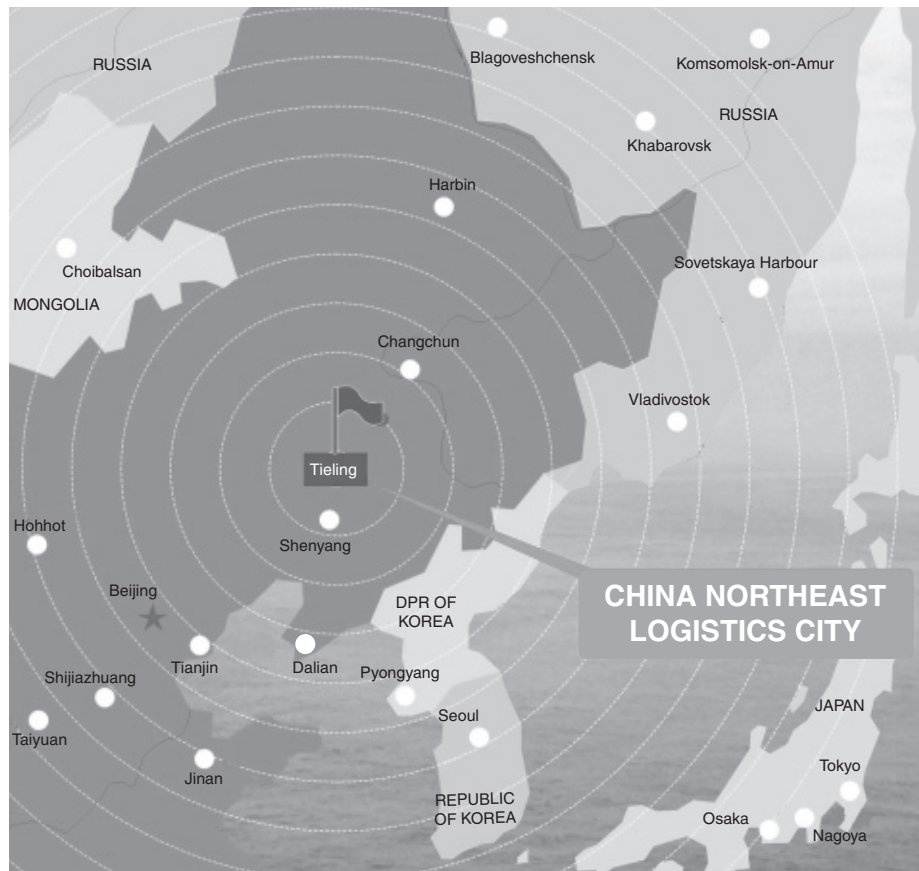 Blagoveshchensk
Komsomolsk-on-Amur
RUSSIA
RUSSIA
Khabarovsk
Harbin
Choibalsan
MONGOLIA
Sovetskaya Harbour
Changchun
Vladivostok
Tieling
Hohhot
Shenyang
Beijing
DPR OF
KOREA
CHINA NORTHEAST
LOGISTICS CITY
Tianjin
Dalian
Pyongyang
Shijiazhuang
Seoul
JAPAN
Taiyuan
Jinan
Tokyo
REPUBLIC
OF KOREA
Osaka
Nagoya